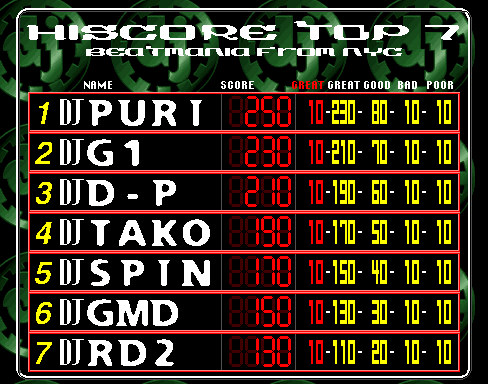 HISCORE TOP 7
BEATMANIA FROM NYC
NAME SCORE GREAT GREAT GOOD BAD POOR
1 DJ PURI 250 10-230- 80- 10- 10
2 DJ G1 230 10-210- 70- 10- 10
3 DJ D-P 210 10-190- 60- 10- 10
4 DJ TAKO 190 10-170- 50- 10- 10
5 DJ SPIN 170 10-150- 40- 10- 10
6 DJ GMD 150 10-130- 30- 10- 10
7 DJ RD2 130 10-110- 20- 10- 10